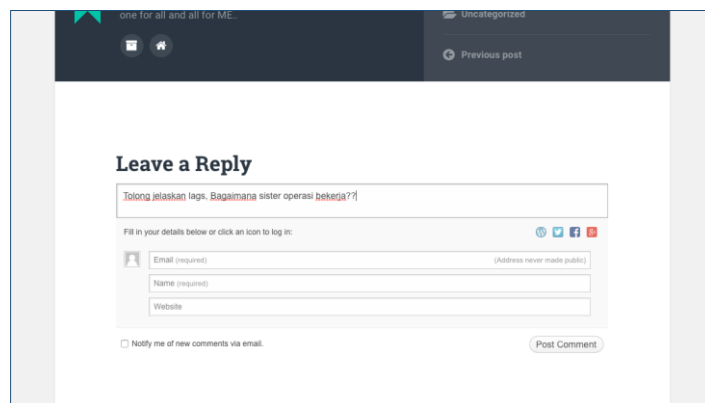 one for all and all for ME..
Uncategorized
Previous post
Leave a Reply
Tolong jelaskan lags, Bagaimana sister operasi bekerja??
Fill in your details below or click an icon to log in:
Email (required) (Address never made public)
Name (required)
Website
Notify me of new comments via email.
Post Comment